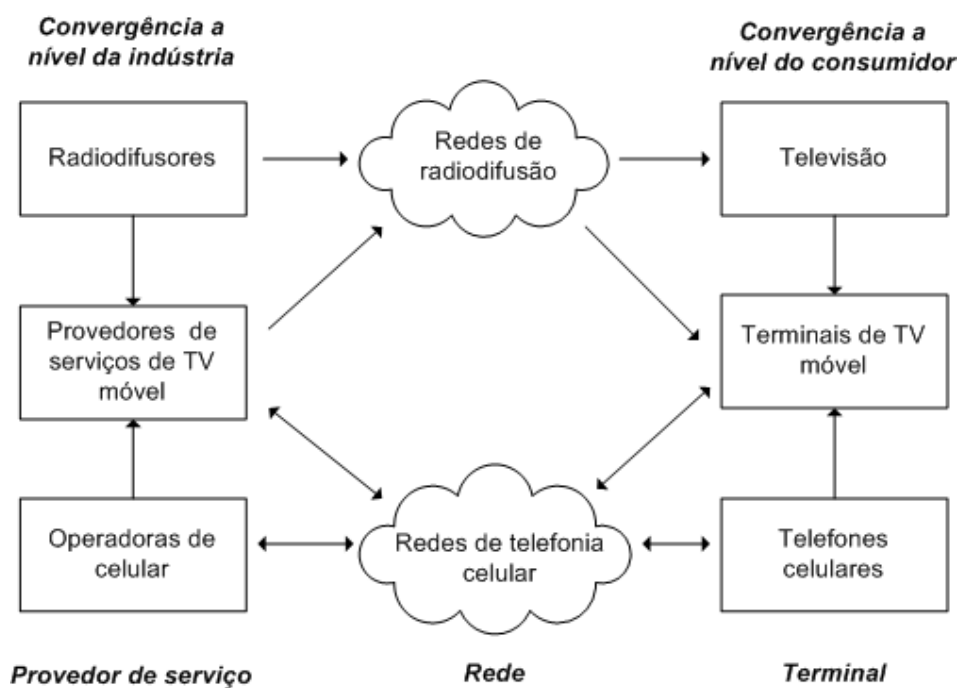 Convergência a
nível da indústria
Convergência a
nível do consumidor
Radiodifusores
Redes de
radiodifusão
Televisão
Provedores de
serviços de TV
móvel
Terminais de TV
móvel
Operadoras de
celular
Redes de telefonia
celular
Telefones
celulares
Provedor de serviço
Rede
Terminal